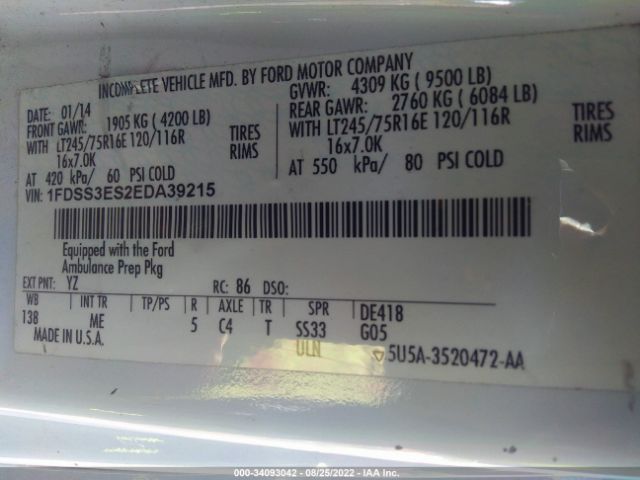 INCOMPLETE VEHICLE MFD. BY FORD MOTOR COMPANY
DATE: 01/14 GVWR: 4309 KG ( 9500 LB)
FRONT GAWR: 1905 KG ( 4200 LB) REAR GAWR: 2760 KG ( 6084 LB)
WITH LT245/75R16E 120/116R TIRES WITH LT245/75R16E 120/116R TIRES
16x7.0K RIMS 16x7.0K RIMS
AT 420 kPa/ 60 PSI COLD AT 550 kPa/ 80 PSI COLD
VIN: 1FDSS3ES2EDA39215
Equipped with the Ford
Ambulance Prep Pkg
EXT PNT: YZ RC: 86 DSO:
WB INT TR TP/PS R AXLE TR SPR DE418
138 ME 5 C4 T SS33 G05
MADE IN U.S.A. ULN 5U5A-3520472-AA
000-34093042 - 08/25/2022 - IAA Inc.